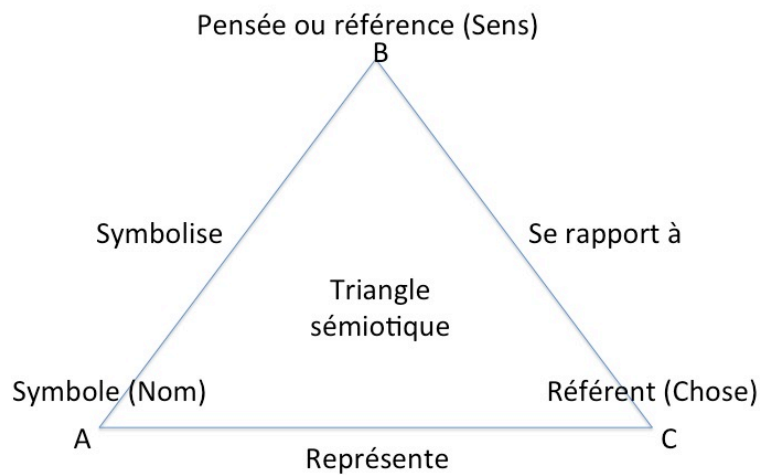 Pensée ou référence (Sens)
B
Symbolise
Se rapport à
Triangle
sémiotique
Symbole (Nom)
Référent (Chose)
A
C
Représente